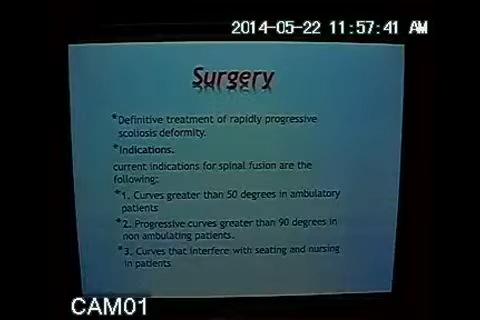 2014-05-22 11:57:41 AM
Surgery
*Definitive treatment of rapidly progressive
scoliosis deformity.
*Indications.
current indications for spinal fusion are the
following:
*1. Curves greater than 50 degrees in ambulatory
patients
*2. Progressive curves greater than 90 degrees in
non ambulating patients.
*3. Curves that interfere with seating and nursing
in patients
CAM01